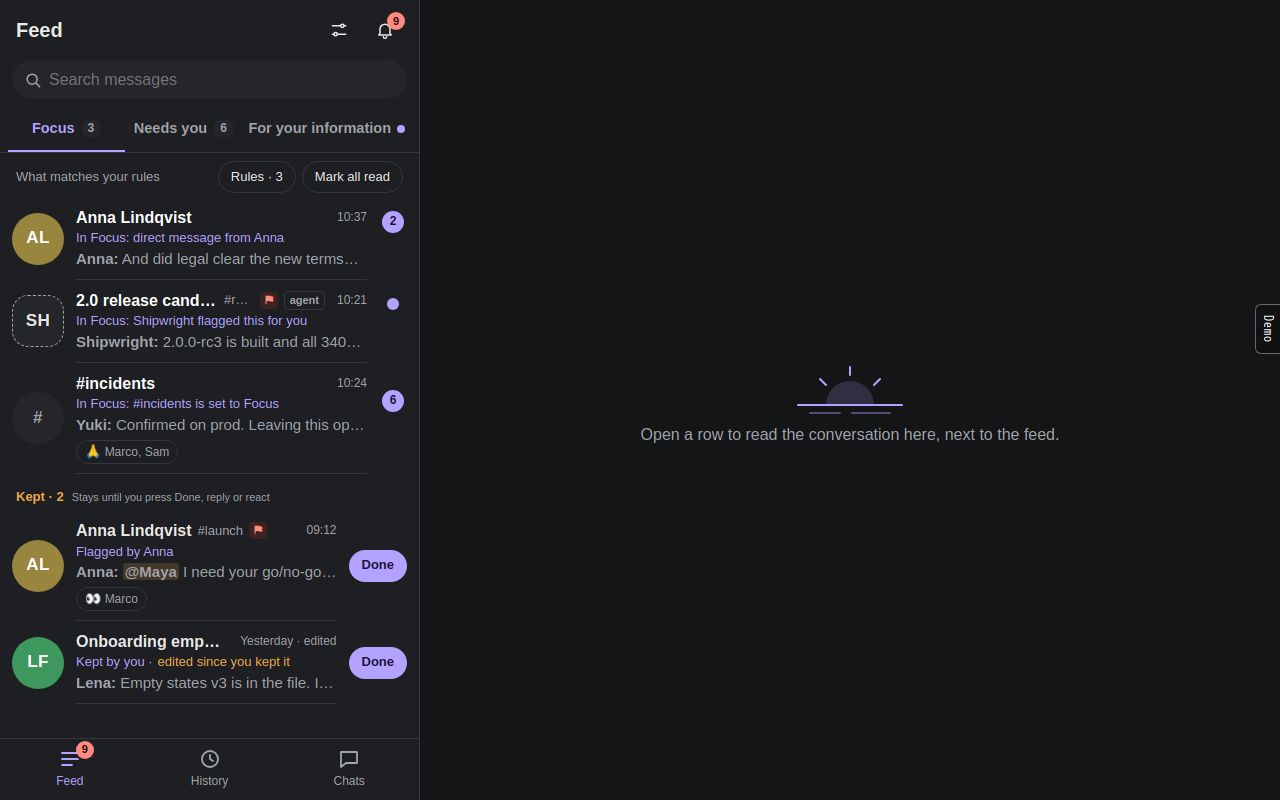 Feed
9
Search messages
Focus 3 Needs you 6 For your information
What matches your rules Rules · 3 Mark all read
AL Anna Lindqvist 10:37 2
In Focus: direct message from Anna
Anna: And did legal clear the new terms…
SH 2.0 release cand… #r… agent 10:21
In Focus: Shipwright flagged this for you
Shipwright: 2.0.0-rc3 is built and all 340…
# #incidents 10:24 6
In Focus: #incidents is set to Focus
Yuki: Confirmed on prod. Leaving this op…
🙏 Marco, Sam
Kept · 2 Stays until you press Done, reply or react
AL Anna Lindqvist #launch 09:12
Flagged by Anna
Anna: @Maya I need your go/no-go…
Done
👀 Marco
LF Onboarding emp… Yesterday · edited
Kept by you · edited since you kept it
Lena: Empty states v3 is in the file. I…
Done
9
Feed History Chats
Open a row to read the conversation here, next to the feed.
Demo